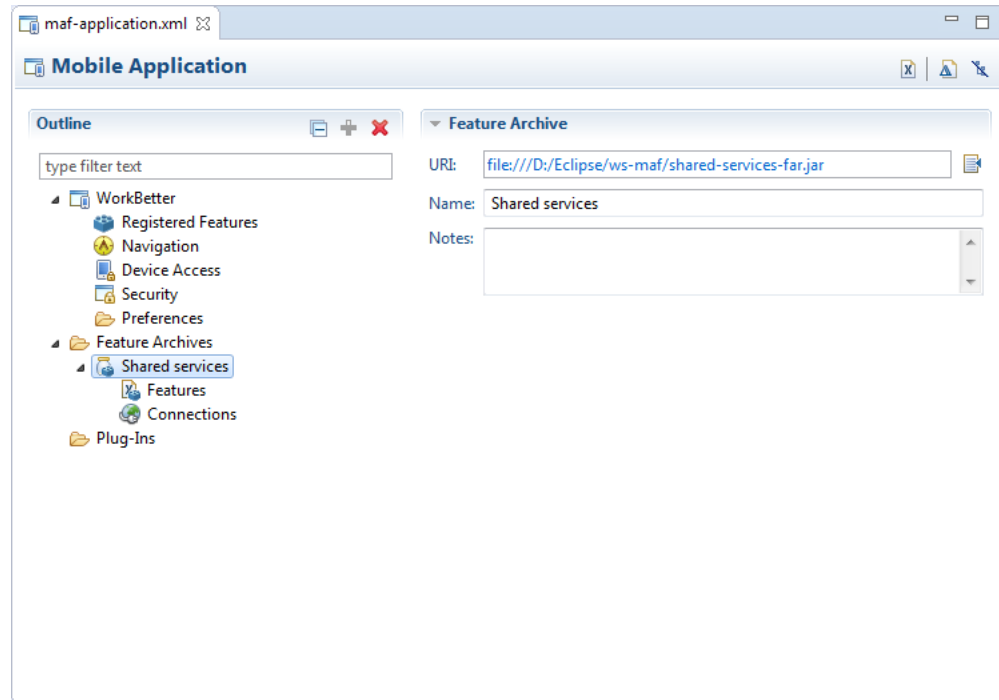 maf-application.xml
Mobile Application
Outline
type filter text
WorkBetter
Registered Features
Navigation
Device Access
Security
Preferences
Feature Archives
Shared services
Features
Connections
Plug-Ins
Feature Archive
URI: file:///D:/Eclipse/ws-maf/shared-services-far.jar
Name: Shared services
Notes: